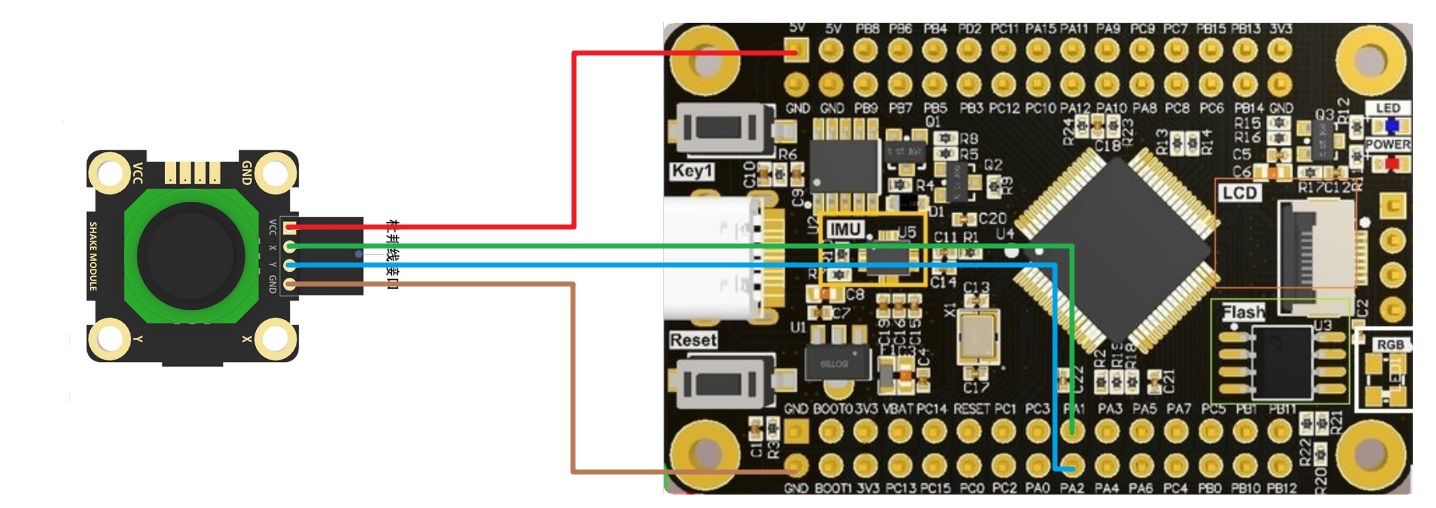 5V 5V PB8 PB6 PB4 PD2 PC11 PA15 PA11 PA9 PC9 PC7 PB15 PB13 3V3
GND GND PB9 PB7 PB5 PB3 PC12 PC10 PA12 PA10 PA8 PC8 PC6 PB14 GND
Q1
R24
C18
R23
R13
R14
R15
R16
Q3
R12
LED
POWER
Key1
C10
R6
C9
R8
R5
R4
Q2
R9
D1
C20
C5
C6
R17
C12
LCD
VCC
GND
SHAKE MODULE
VCC
X
Y
GND
Y
X
杜邦线接口
U2
IMU
U5
C11
R1
C14
U4
C8
C7
U1
SOT89
C19
C16
C15
C13
X1
C17
C3
C4
Flash
U3
C2
RGB
LED1
Reset
R2
R19
R18
C22
C21
GND BOOT0 3V3 VBAT PC14 RESET PC1 PC3 PA1 PA3 PA5 PA7 PC5 PB1 PB11
R3
R22
R21
R20
GND BOOT1 3V3 PC13 PC15 PC0 PC2 PA0 PA2 PA4 PA6 PC4 PB0 PB10 PB12